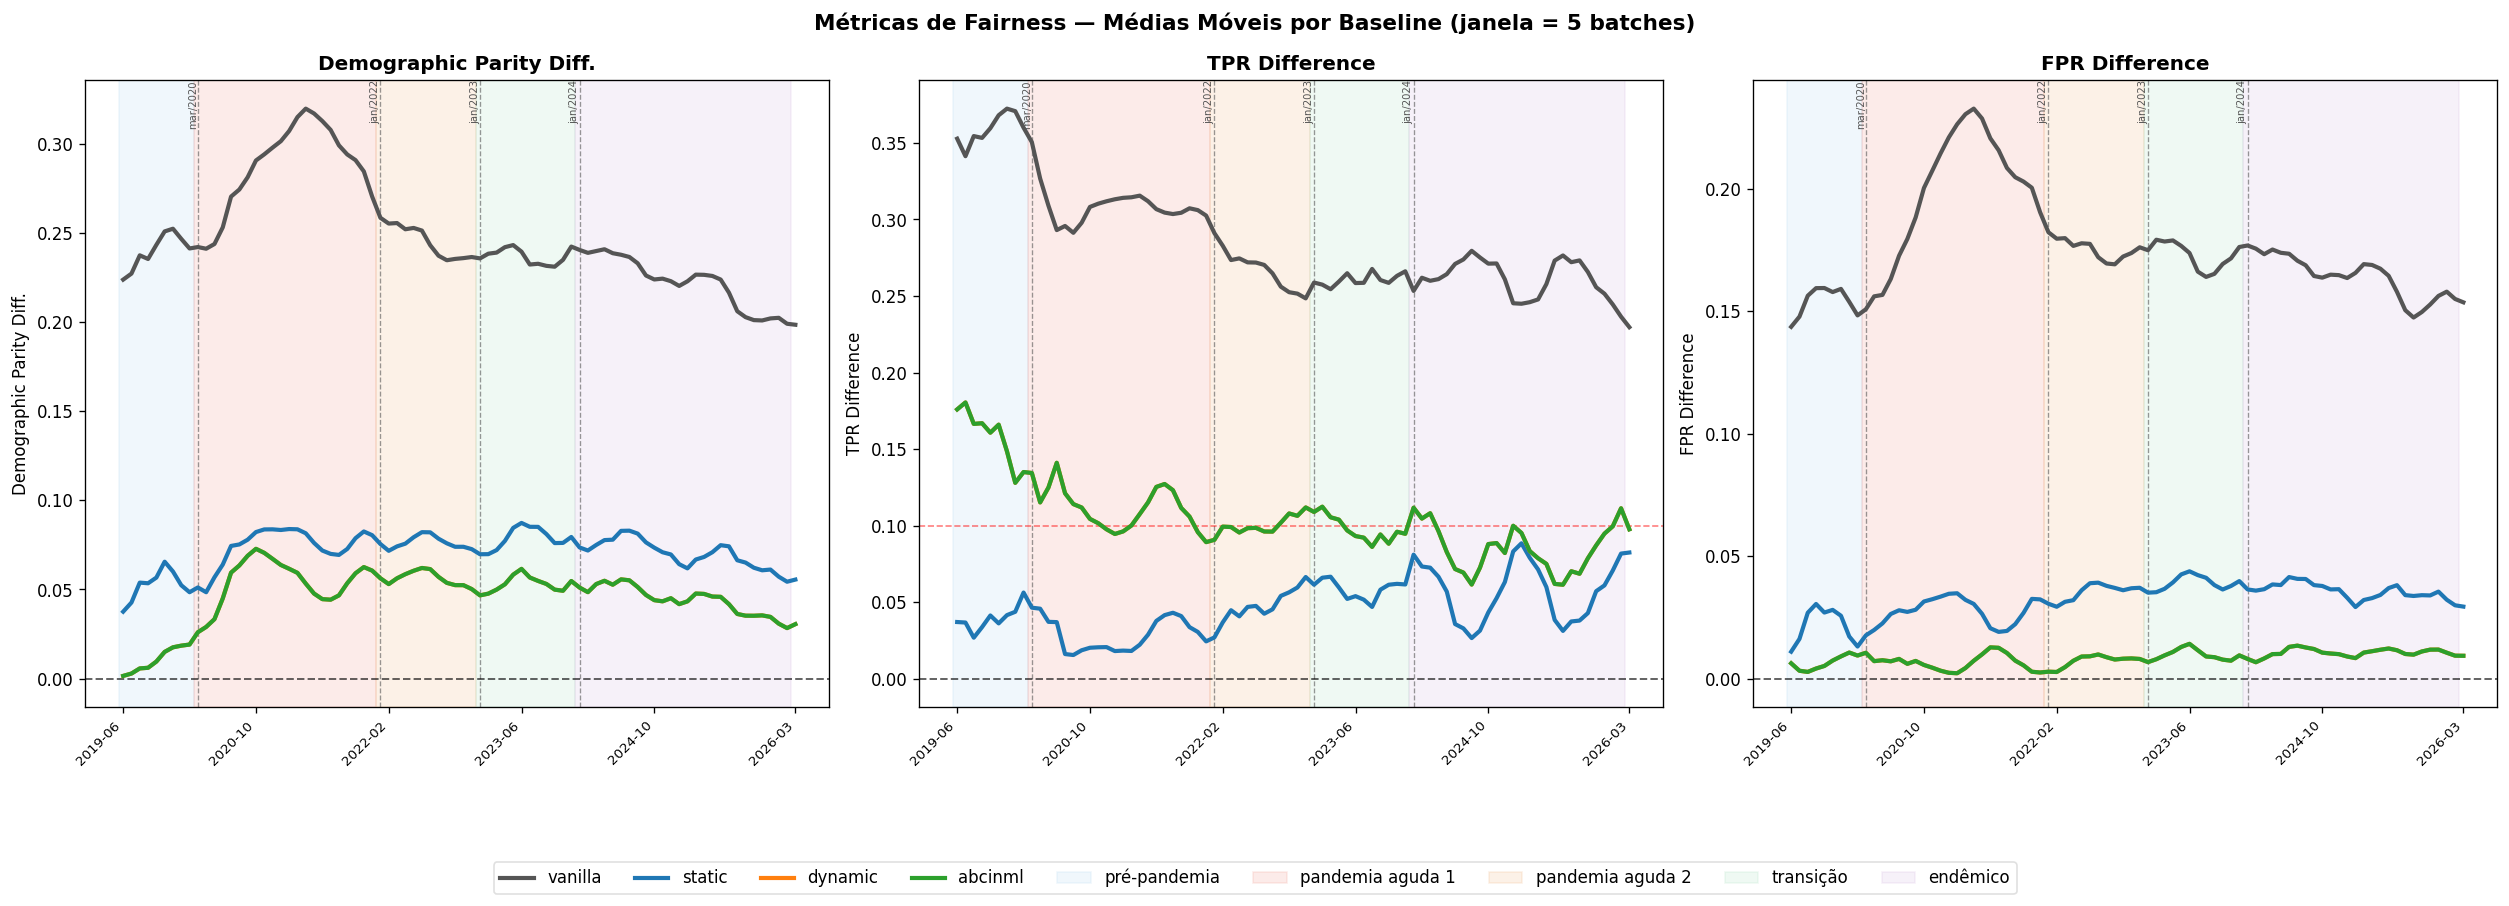 Métricas de Fairness — Médias Móveis por Baseline (janela = 5 batches)
Demographic Parity Diff.
mar/2020
jan/2022
jan/2023
jan/2024
Demographic Parity Diff.
0.30
0.25
0.20
0.15
0.10
0.05
0.00
2019-06
2020-10
2022-02
2023-06
2024-10
2026-03
TPR Difference
mar/2020
jan/2022
jan/2023
jan/2024
TPR Difference
0.35
0.30
0.25
0.20
0.15
0.10
0.05
0.00
2019-06
2020-10
2022-02
2023-06
2024-10
2026-03
FPR Difference
mar/2020
jan/2022
jan/2023
jan/2024
FPR Difference
0.20
0.15
0.10
0.05
0.00
2019-06
2020-10
2022-02
2023-06
2024-10
2026-03
vanilla static dynamic abcinml pré-pandemia pandemia aguda 1 pandemia aguda 2 transição endêmico